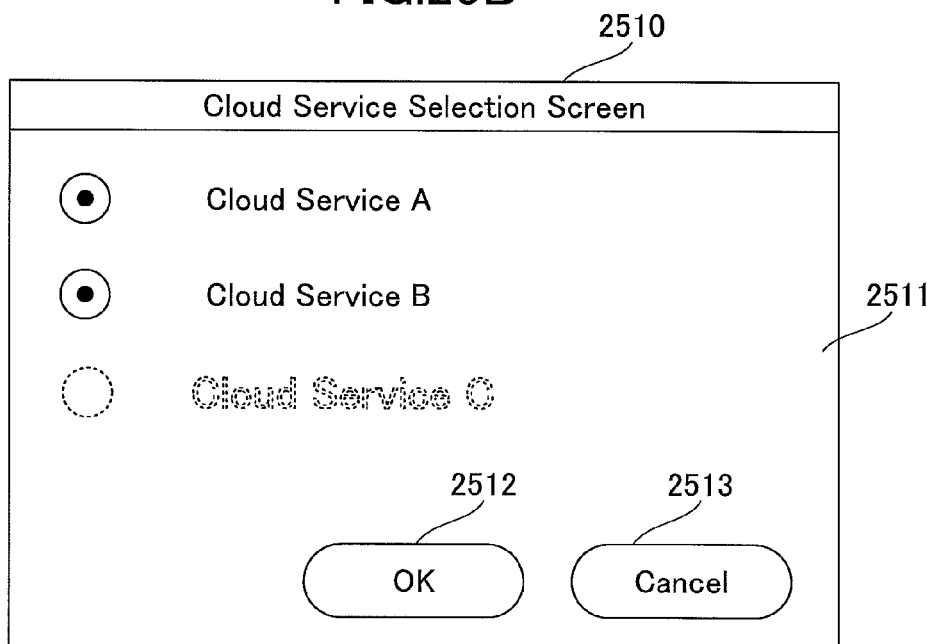 2510
Cloud Service Selection Screen
Cloud Service A
Cloud Service B
2511
Cloud Service C
2512
2513
OK
Cancel